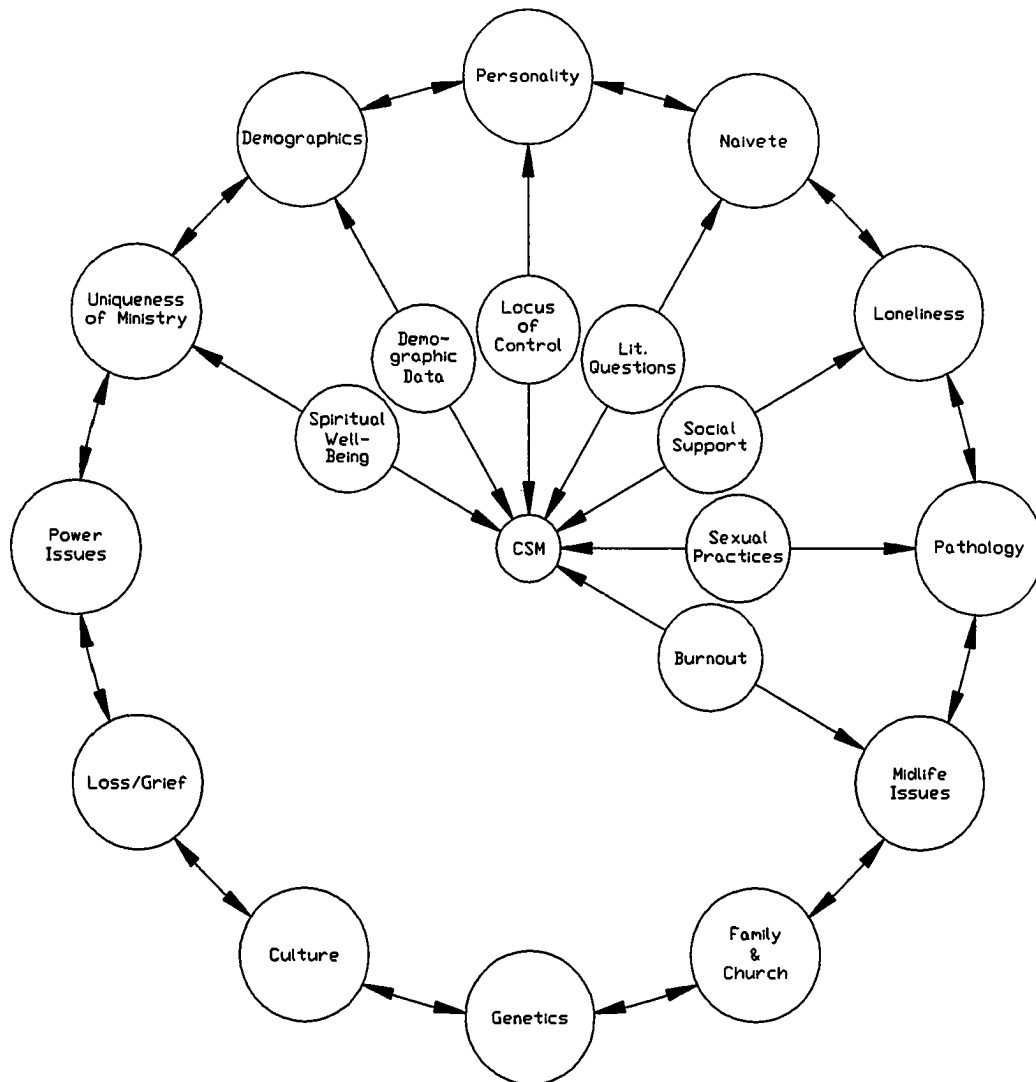 Personality
Demographics
Naivete
Uniqueness
of Ministry
Locus
of
Control
Loneliness
Demo-
graphic
Data
Lit.
Questions
Spiritual
Well-
Being
Social
Support
Power
Issues
CSM
Sexual
Practices
Pathology
Burnout
Loss/Grief
Midlife
Issues
Culture
Family
&
Church
Genetics